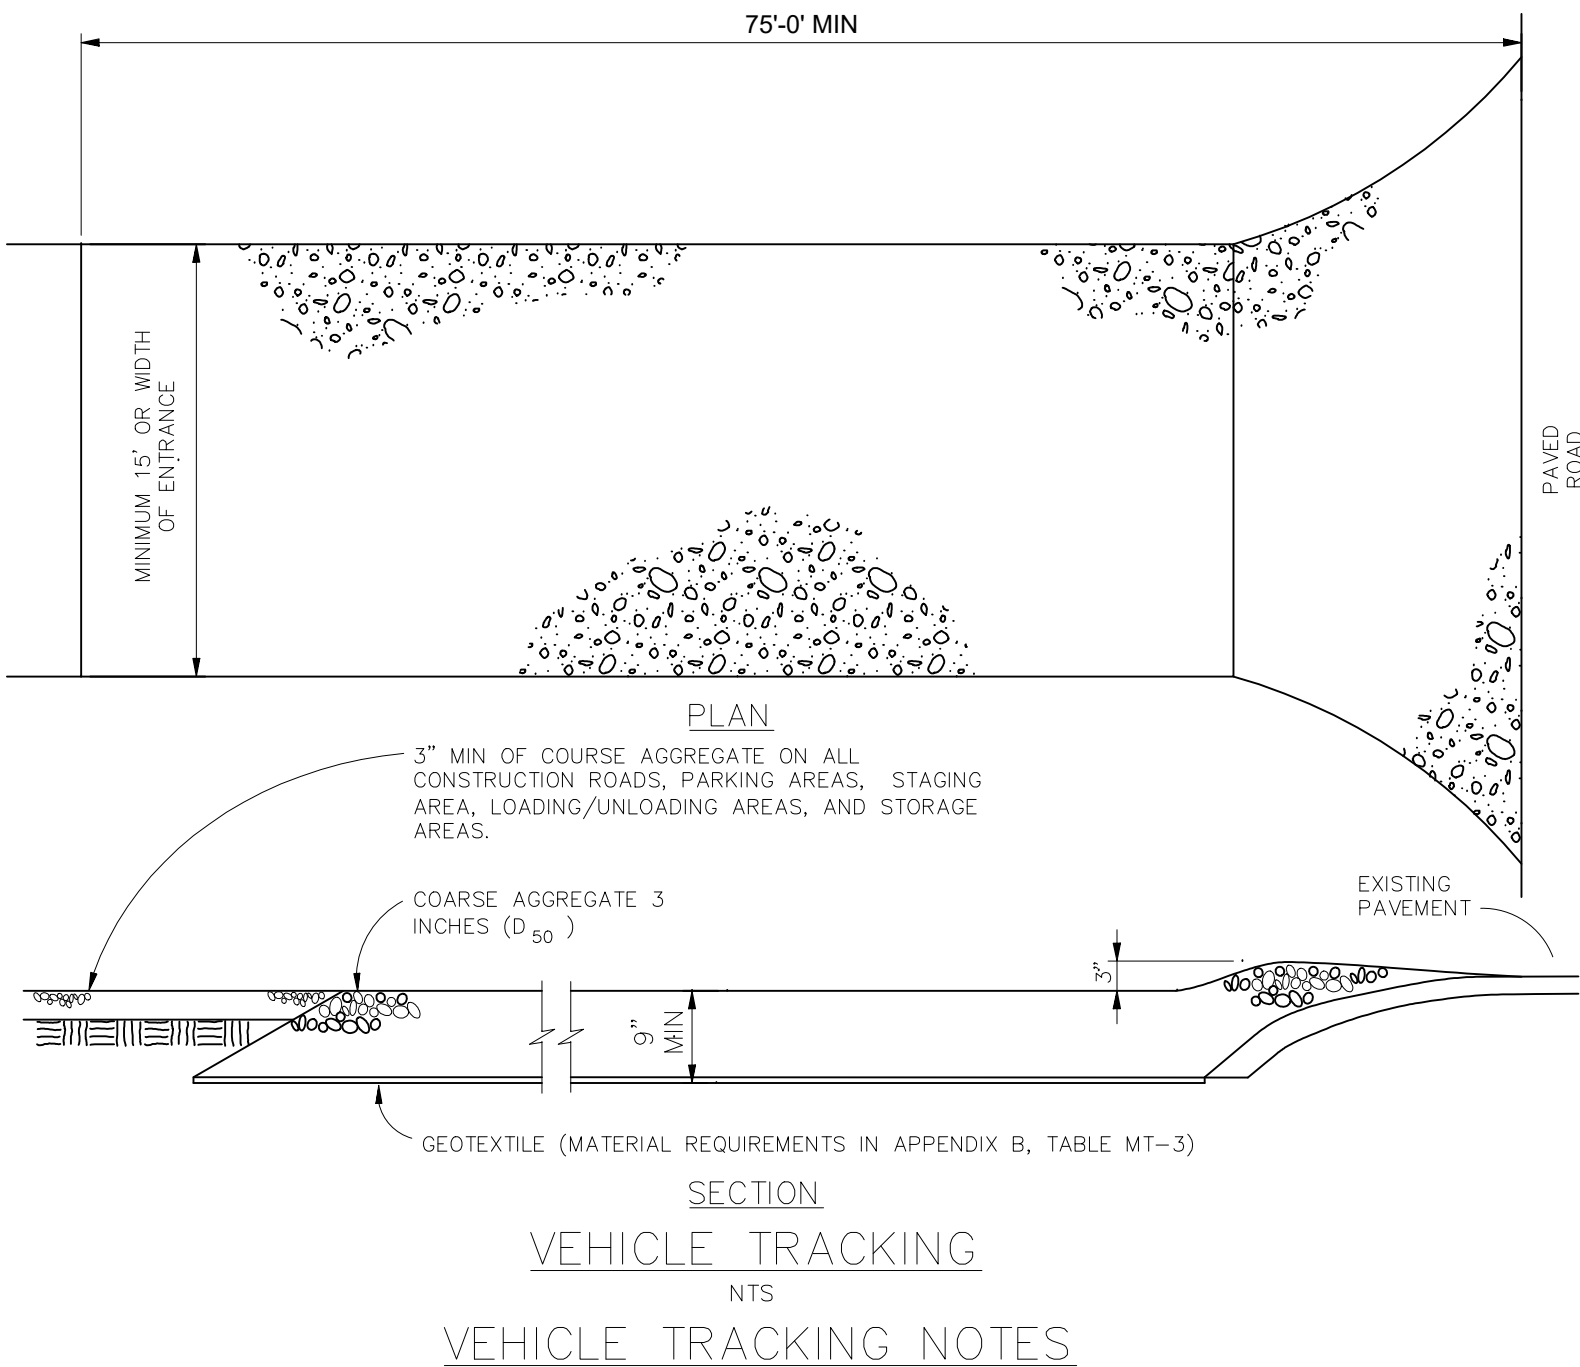 75'-0' MIN
MINIMUM 15' OR WIDTH
OF ENTRANCE
PAVED
ROAD
PLAN
3" MIN OF COURSE AGGREGATE ON ALL
CONSTRUCTION ROADS, PARKING AREAS, STAGING
AREA, LOADING/UNLOADING AREAS, AND STORAGE
AREAS.
COARSE AGGREGATE 3
INCHES (D50)
EXISTING
PAVEMENT
3"
9"
MIN
GEOTEXTILE (MATERIAL REQUIREMENTS IN APPENDIX B, TABLE MT-3)
SECTION
VEHICLE TRACKING
NTS
VEHICLE TRACKING NOTES